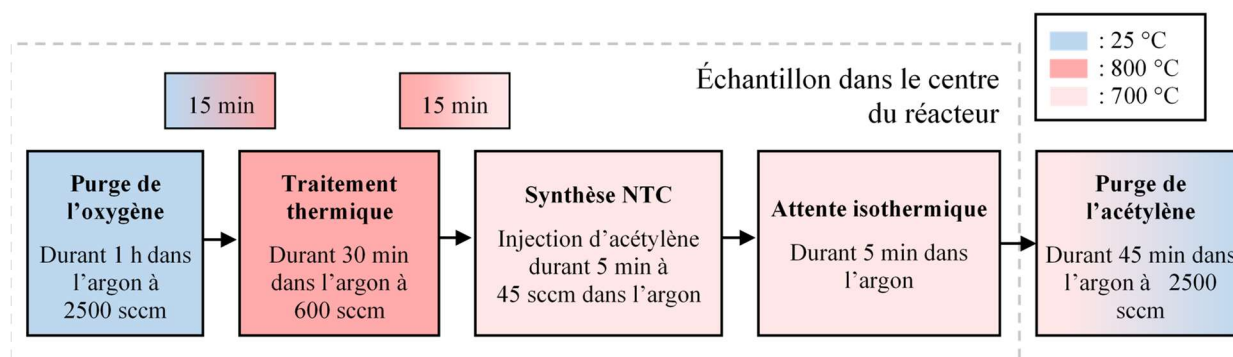 : 25 °C
: 800 °C
: 700 °C
Échantillon dans le centre
du réacteur
15 min
15 min
Purge de
l’oxygène
Durant 1 h dans
l’argon à
2500 sccm
Traitement
thermique
Durant 30 min
dans l’argon à
600 sccm
Synthèse NTC
Injection d’acétylène
durant 5 min à
45 sccm dans l’argon
Attente isothermique
Durant 5 min dans
l’argon
Purge de
l’acétylène
Durant 45 min dans
l’argon à 2500
sccm